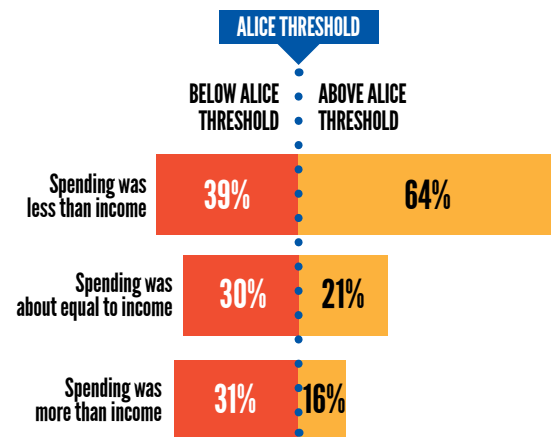 ALICE THRESHOLD
BELOW ALICE
THRESHOLD
ABOVE ALICE
THRESHOLD
Spending was
less than income
39%
64%
Spending was
about equal to income
30%
21%
Spending was
more than income
31%
16%